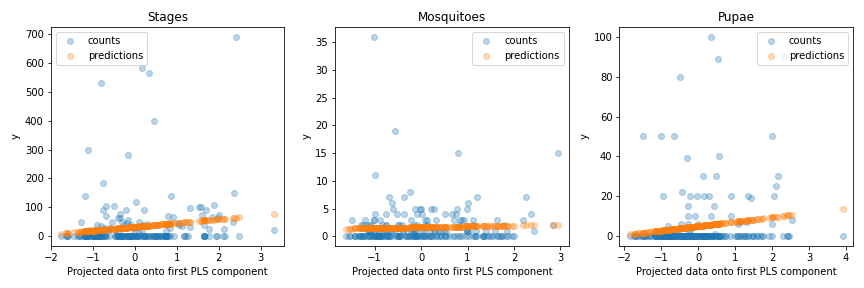 Stages
y
700
600
500
400
300
200
100
0
−2
−1
0
1
2
3
counts
predictions
Projected data onto first PLS component
Mosquitoes
y
35
30
25
20
15
10
5
0
−1
0
1
2
3
counts
predictions
Projected data onto first PLS component
Pupae
y
100
80
60
40
20
0
−2
−1
0
1
2
3
4
counts
predictions
Projected data onto first PLS component